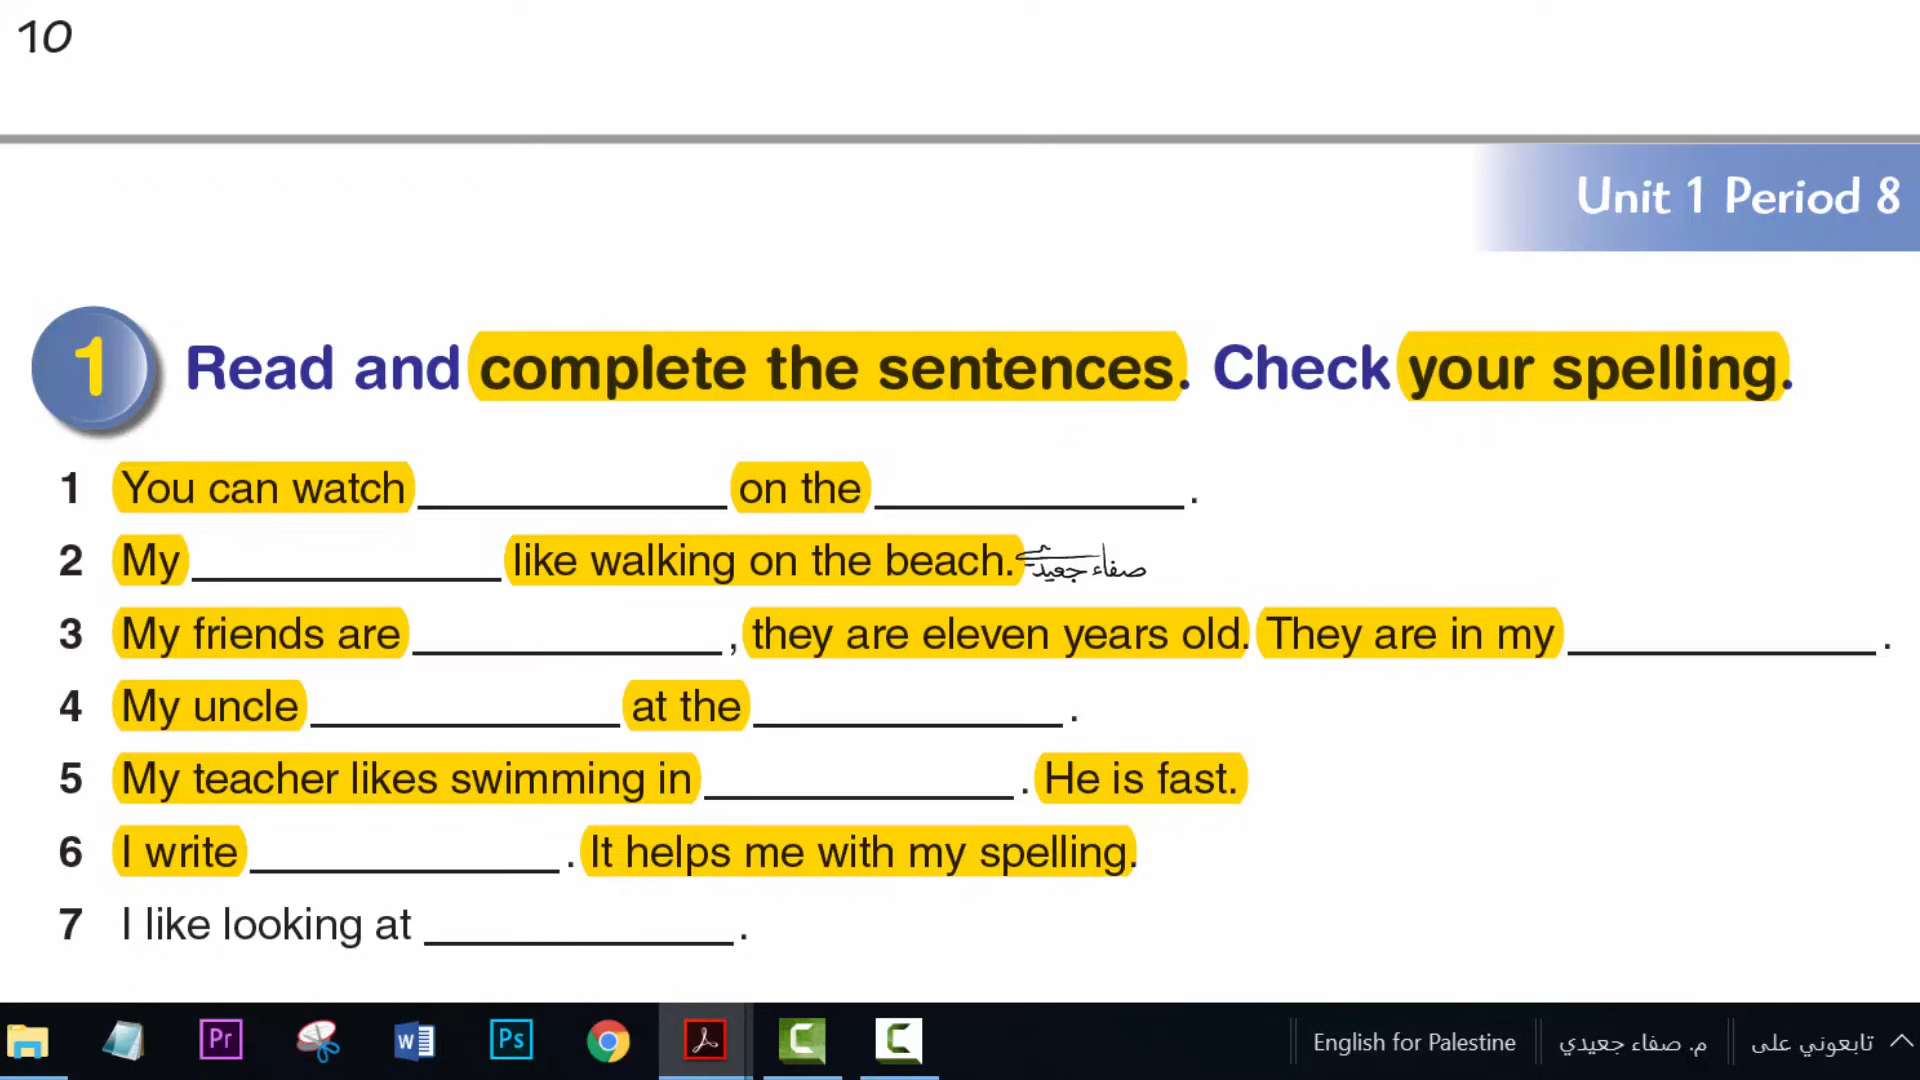 10
Unit 1 Period 8
1 Read and complete the sentences. Check your spelling.
1 You can watch ____________ on the ____________ .
2 My ____________ like walking on the beach. صفاء جعيدي
3 My friends are ____________ , they are eleven years old. They are in my ____________ .
4 My uncle ____________ at the ____________ .
5 My teacher likes swimming in ____________ . He is fast.
6 I write ____________ . It helps me with my spelling.
7 I like looking at ____________ .
Pr W Ps C C English for Palestine م. صفاء جعيدي تابعوني على